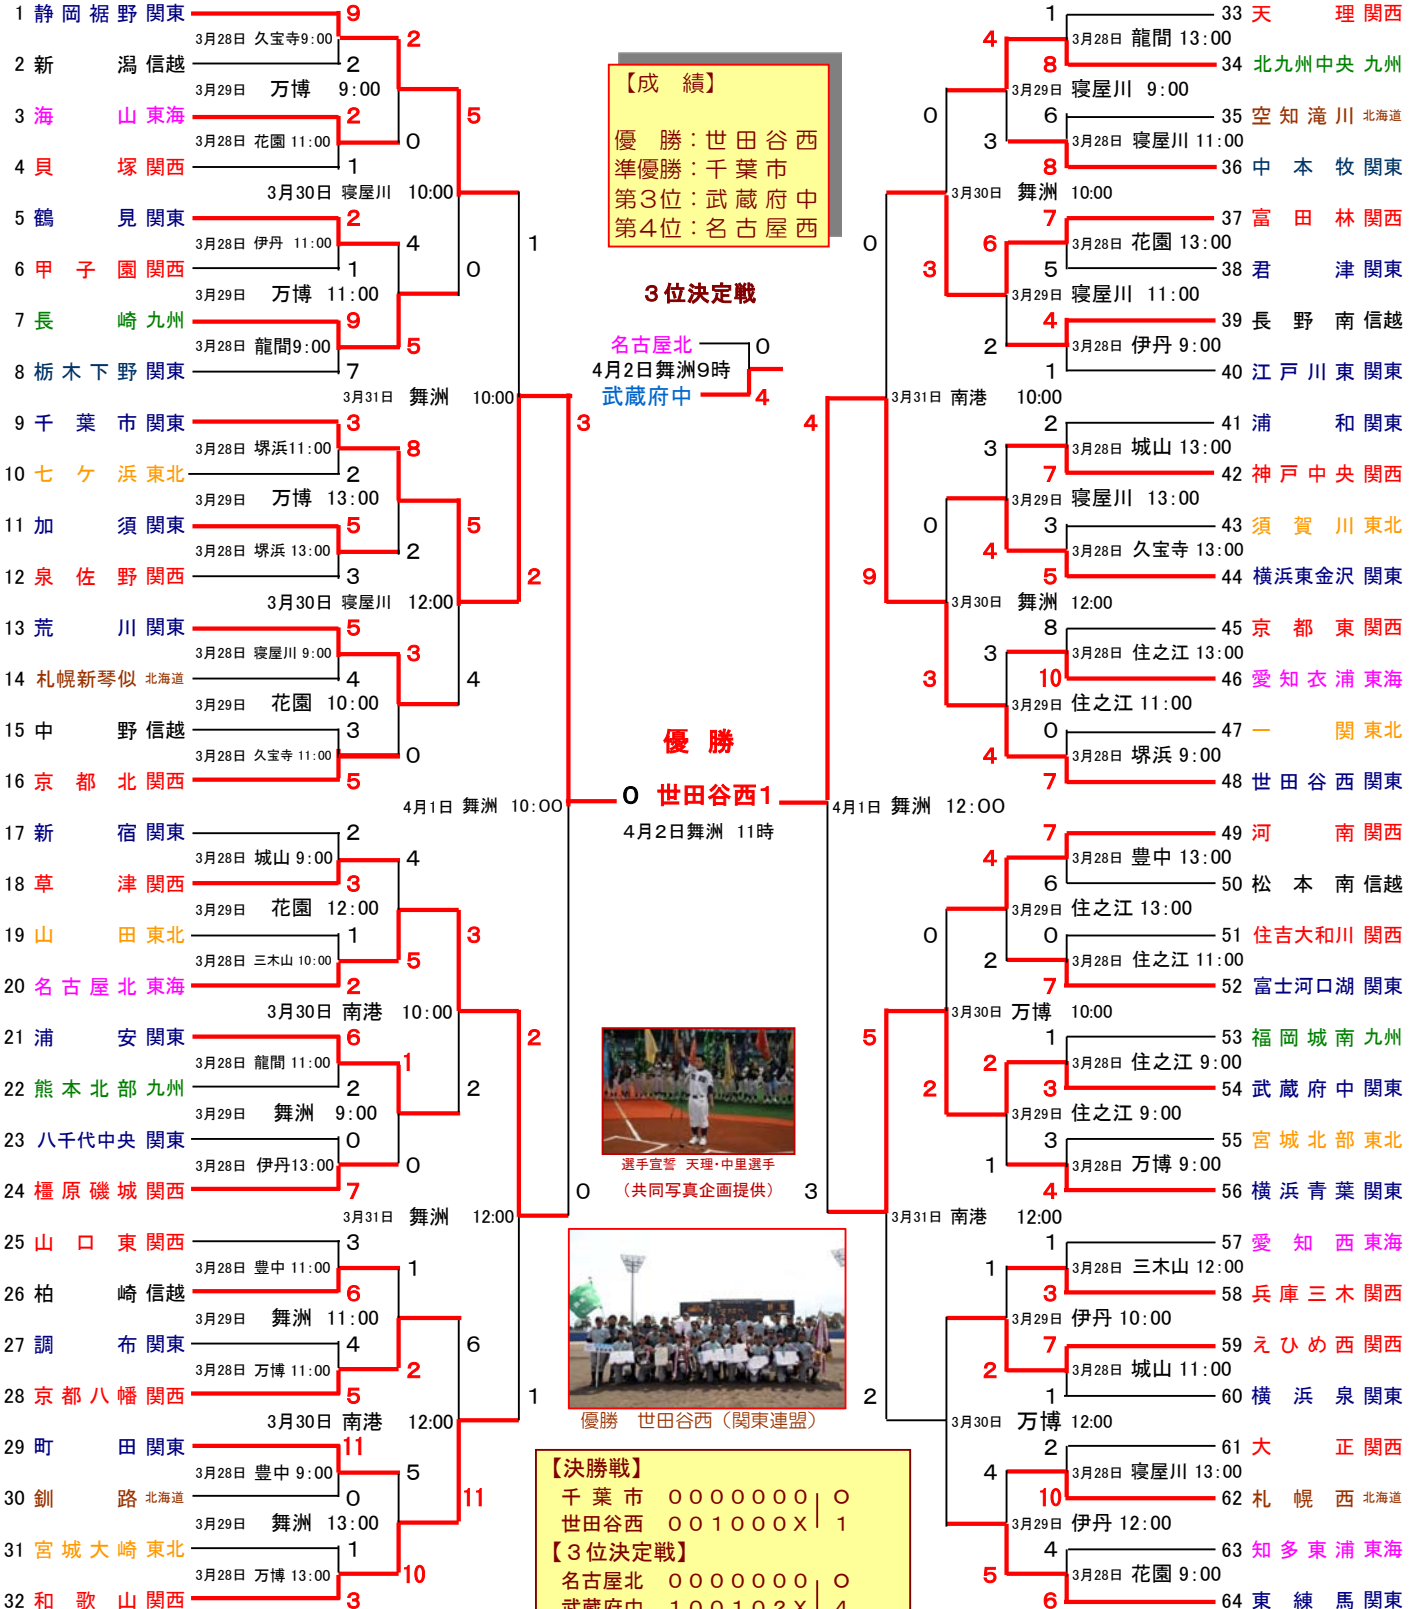 1 静岡裾野 関東
9
3月28日 久宝寺9:00
2
2 新潟 信越
2
3月29日 万博 9:00
3 海山 東海
2
5
3月28日 花園 11:00
0
4 貝塚 関西
1
3月30日 寝屋川 10:00
5 鶴見 関東
2
1
3月28日 伊丹 11:00
4
6 甲子園 関西
1
0
3月29日 万博 11:00
7 長崎 九州
9
3月28日 龍間9:00
5
8 栃木下野 関東
7
3月31日 舞洲 10:00
9 千葉市 関東
3
3
3月28日 堺浜11:00
8
10 七ケ浜 東北
2
3月29日 万博 13:00
11 加須 関東
5
5
3月28日 堺浜 13:00
2
12 泉佐野 関西
3
2
3月30日 寝屋川 12:00
13 荒川 関東
5
3月28日 寝屋川 9:00
3
14 札幌新琴似 北海道
4
4
3月29日 花園 10:00
15 中野 信越
3
3月28日 久宝寺 11:00
0
16 京都北 関西
5
4月1日 舞洲 10:00
17 新宿 関東
2
3月28日 城山 9:00
4
18 草津 関西
3
3月29日 花園 12:00
19 山田 東北
1
3
3月28日 三木山 10:00
5
20 名古屋北 東海
2
3月30日 南港 10:00
21 浦安 関東
6
2
3月28日 龍間 11:00
1
22 熊本北部 九州
2
2
3月29日 舞洲 9:00
23 八千代中央 関東
0
3月28日 伊丹13:00
0
24 橿原磯城 関西
7
0
3月31日 舞洲 12:00
25 山口東 関西
3
3月28日 豊中 11:00
1
26 柏崎 信越
6
3月29日 舞洲 11:00
27 調布 関東
4
6
3月28日 万博 11:00
2
28 京都八幡 関西
5
1
3月30日 南港 12:00
29 町田 関東
11
3月28日 豊中 9:00
5
30 釧路 北海道
0
11
3月29日 舞洲 13:00
31 宮城大崎 東北
1
3月28日 万博 13:00
10
32 和歌山 関西
3
【成 績】
優 勝:世田谷西
準優勝:千葉市
第3位:武蔵府中
第4位:名古屋西
3位決定戦
名古屋北
0
4月2日舞洲9時
武蔵府中
4
優 勝
0 世田谷西1
4月2日舞洲 11時
選手宣誓 天理・中里選手
(共同写真企画提供)
優勝 世田谷西(関東連盟)
【決勝戦】
千葉市 0000000 0
世田谷西 001000X 1
【3位決定戦】
名古屋北 0000000 0
武蔵府中 100102X 4
1
33 天理 関西
4
3月28日 龍間 13:00
8
34 北九州中央 九州
3月29日 寝屋川 9:00
0
6
35 空知滝川 北海道
3
3月28日 寝屋川 11:00
8
36 中本牧 関東
3月30日 舞洲 10:00
7
37 富田林 関西
0
6
3月28日 花園 13:00
3
5
38 君津 関東
3月29日 寝屋川 11:00
4
39 長野南 信越
2
3月28日 伊丹 9:00
1
40 江戸川東 関東
3月31日 南港 10:00
4
2
41 浦和 関東
3
3月28日 城山 13:00
7
42 神戸中央 関西
3月29日 寝屋川 13:00
0
3
43 須賀川 東北
4
3月28日 久宝寺 13:00
9
5
44 横浜東金沢 関東
3月30日 舞洲 12:00
8
45 京都東 関西
3
3月28日 住之江 13:00
3
10
46 愛知衣浦 東海
3月29日 住之江 11:00
0
47 一関 東北
4
3月28日 堺浜 9:00
7
48 世田谷西 関東
4月1日 舞洲 12:00
7
49 河南 関西
4
3月28日 豊中 13:00
6
50 松本南 信越
3月29日 住之江 13:00
0
0
51 住吉大和川 関西
2
3月28日 住之江 11:00
7
52 富士河口湖 関東
3月30日 万博 10:00
5
1
53 福岡城南 九州
2
3月28日 住之江 9:00
2
3
54 武蔵府中 関東
3月29日 住之江 9:00
3
55 宮城北部 東北
1
3月28日 万博 9:00
3
4
56 横浜青葉 関東
3月31日 南港 12:00
1
57 愛知西 東海
1
3月28日 三木山 12:00
3
58 兵庫三木 関西
3月29日 伊丹 10:00
7
59 えひめ西 関西
2
3月28日 城山 11:00
2
1
60 横浜泉 関東
3月30日 万博 12:00
2
61 大正 関西
4
3月28日 寝屋川 13:00
10
62 札幌西 北海道
3月29日 伊丹 12:00
4
63 知多東浦 東海
5
3月28日 花園 9:00
6
64 東練馬 関東